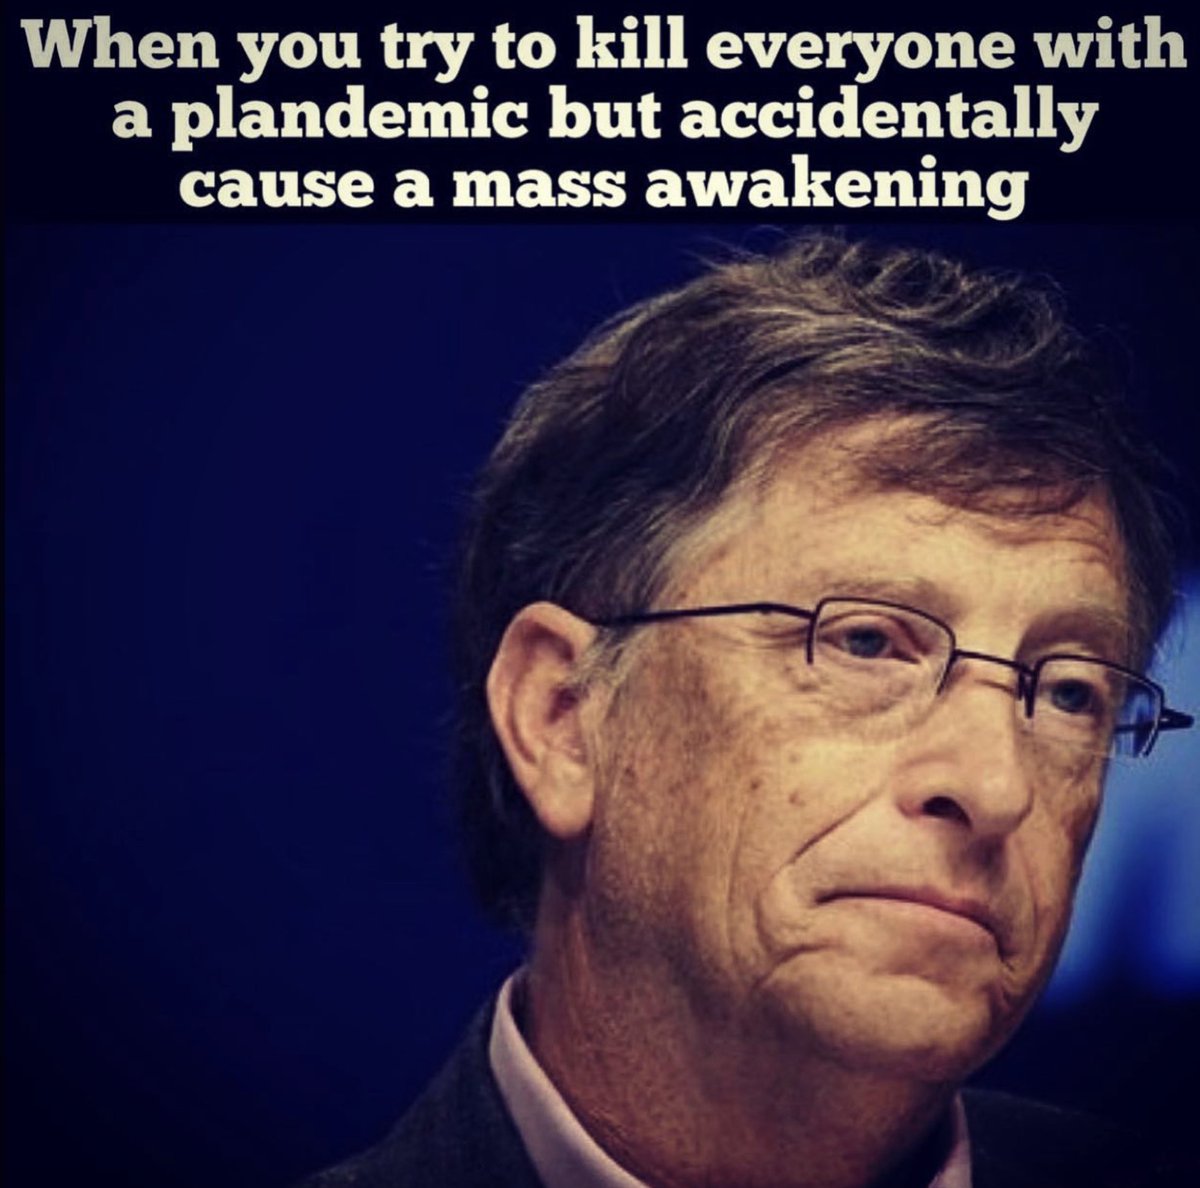 When you try to kill everyone with
a plandemic but accidentally
cause a mass awakening